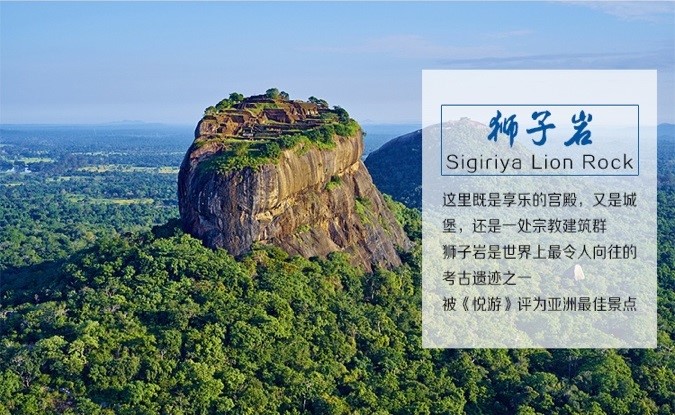 狮子岩
Sigiriya Lion Rock
这里既是享乐的宫殿，又是城
堡，还是一处宗教建筑群
狮子岩是世界上最令人向往的
考古遗迹之一
被《悦游》评为亚洲最佳景点